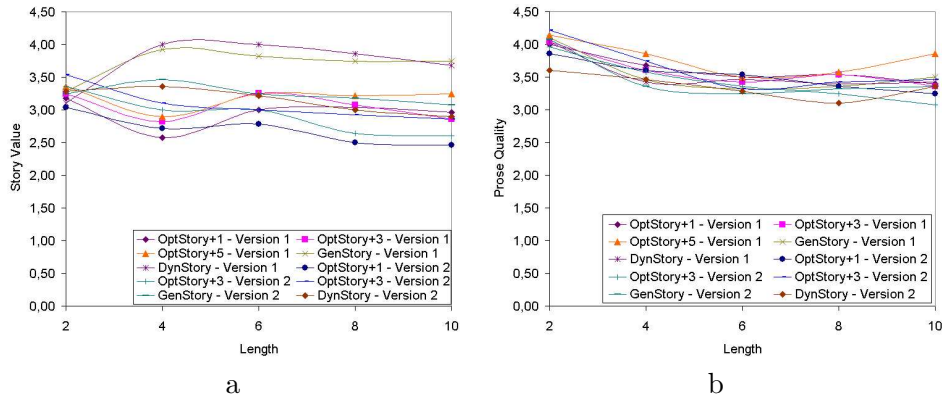 4,50
4,00
3,50
3,00
2,50
2,00
1,50
1,00
0,50
0,00
Story Value
2 4 6 8 10
Length
OptStory+1 - Version 1 OptStory+3 - Version 1
OptStory+5 - Version 1 GenStory - Version 1
DynStory - Version 1 OptStory+1 - Version 2
OptStory+3 - Version 2 OptStory+3 - Version 2
GenStory - Version 2 DynStory - Version 2
a
4,50
4,00
3,50
3,00
2,50
2,00
1,50
1,00
0,50
0,00
Prose Quality
2 4 6 8 10
Length
OptStory+1 - Version 1 OptStory+3 - Version 1
OptStory+5 - Version 1 GenStory - Version 1
DynStory - Version 1 OptStory+1 - Version 2
OptStory+3 - Version 2 OptStory+3 - Version 2
GenStory - Version 2 DynStory - Version 2
b